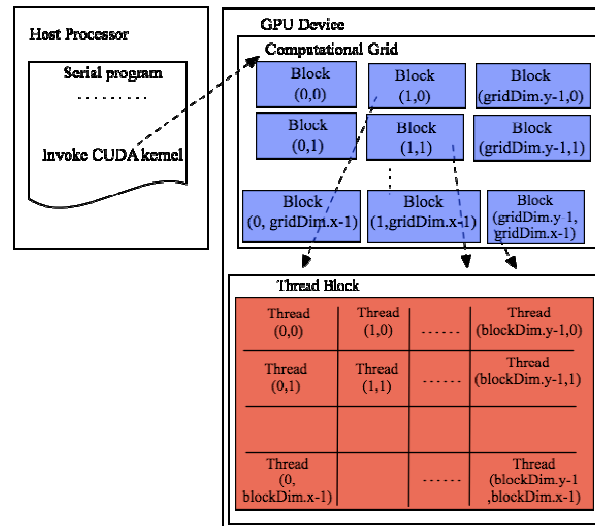 Host Processor
Serial program
. . . . . . . . .
Invoke CUDA kernel
GPU Device
Computational Grid
Block
(0,0)
Block
(1,0)
Block
(gridDim.y-1,0)
Block
(0,1)
Block
(1,1)
Block
(gridDim.y-1,1)
Block
(0, gridDim.x-1)
Block
(1,gridDim.x-1)
Block
(gridDim.y-1,
gridDim.x-1)
Thread Block
Thread
(0,0)
Thread
(1,0)
......
Thread
(blockDim.y-1,0)
Thread
(0,1)
Thread
(1,1)
......
Thread
(blockDim.y-1,1)
Thread
(0,
blockDim.x-1)
......
Thread
(blockDim.y-1
,blockDim.x-1)